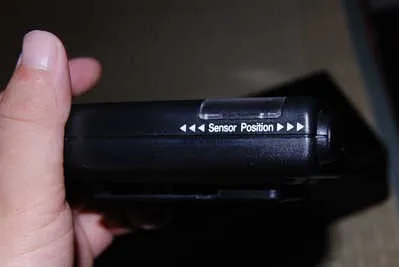 ◀◀◀ Sensor Position ▶▶▶